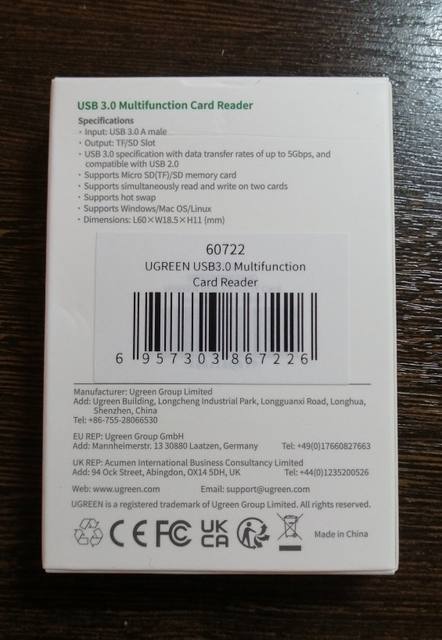 USB 3.0 Multifunction Card Reader
Specifications
· Input: USB 3.0 A male
· Output: TF/SD Slot
· USB 3.0 specification with data transfer rates of up to 5Gbps, and
compatible with USB 2.0
· Supports Micro SD(TF)/SD memory card
· Supports simultaneously read and write on two cards
· Supports hot swap
· Supports Windows/Mac OS/Linux
· Dimensions: L60×W18.5×H11 (mm)
60722
UGREEN USB3.0 Multifunction
Card Reader
6 957303 867226
Manufacturer: Ugreen Group Limited
Add: Ugreen Building, Longcheng Industrial Park, Longguanxi Road, Longhua,
Shenzhen, China
Tel: +86-755-28066530
EU REP: Ugreen Group GmbH
Add: Mannheimerstr. 13 30880 Laatzen, Germany Tel: +49(0)17660827663
UK REP: Acumen International Business Consultancy Limited
Add: 94 Ock Street, Abingdon, OX14 5DH, UK Tel: +44(0)1235200526
Web: www.ugreen.com Email: support@ugreen.com
UGREEN is a registered trademark of Ugreen Group Limited. All rights reserved.
CE FC UK CA Made in China